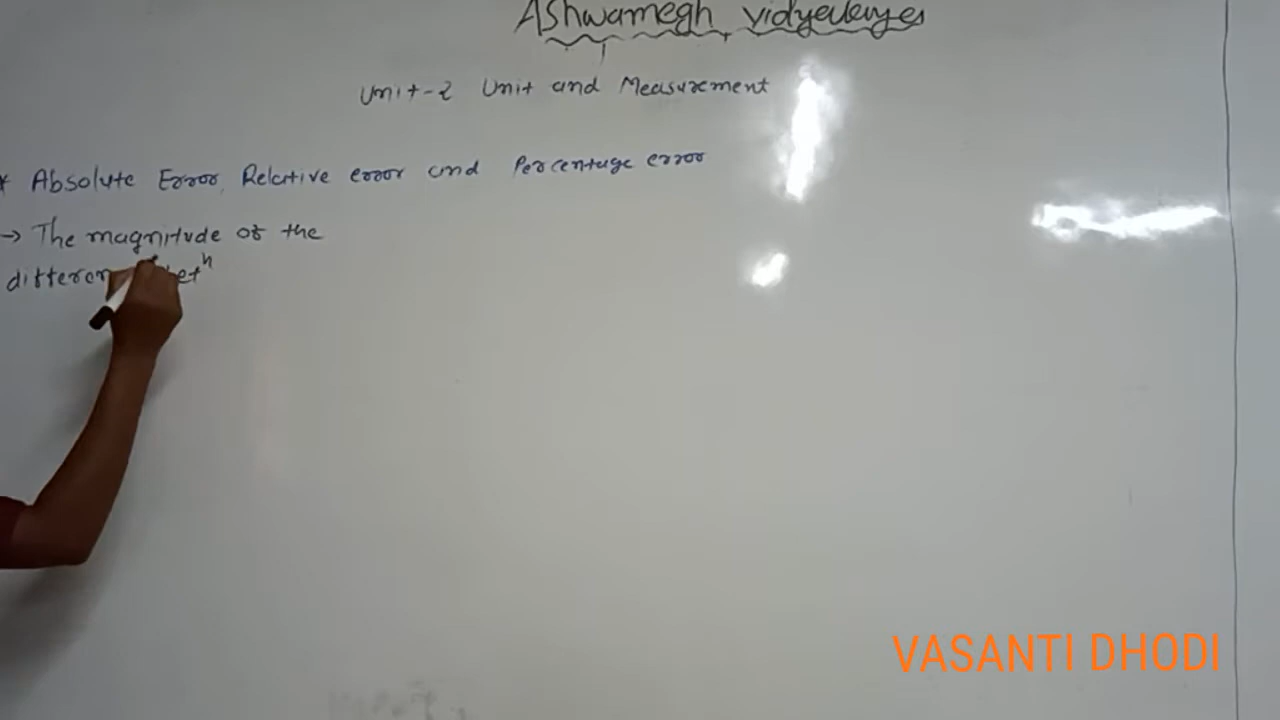 Ashwamegh vidyalaya
Unit-2 Unit and Measurement
* Absolute Error, Relative error and Percentage error
→ The magnitude of the
VASANTI DHODI